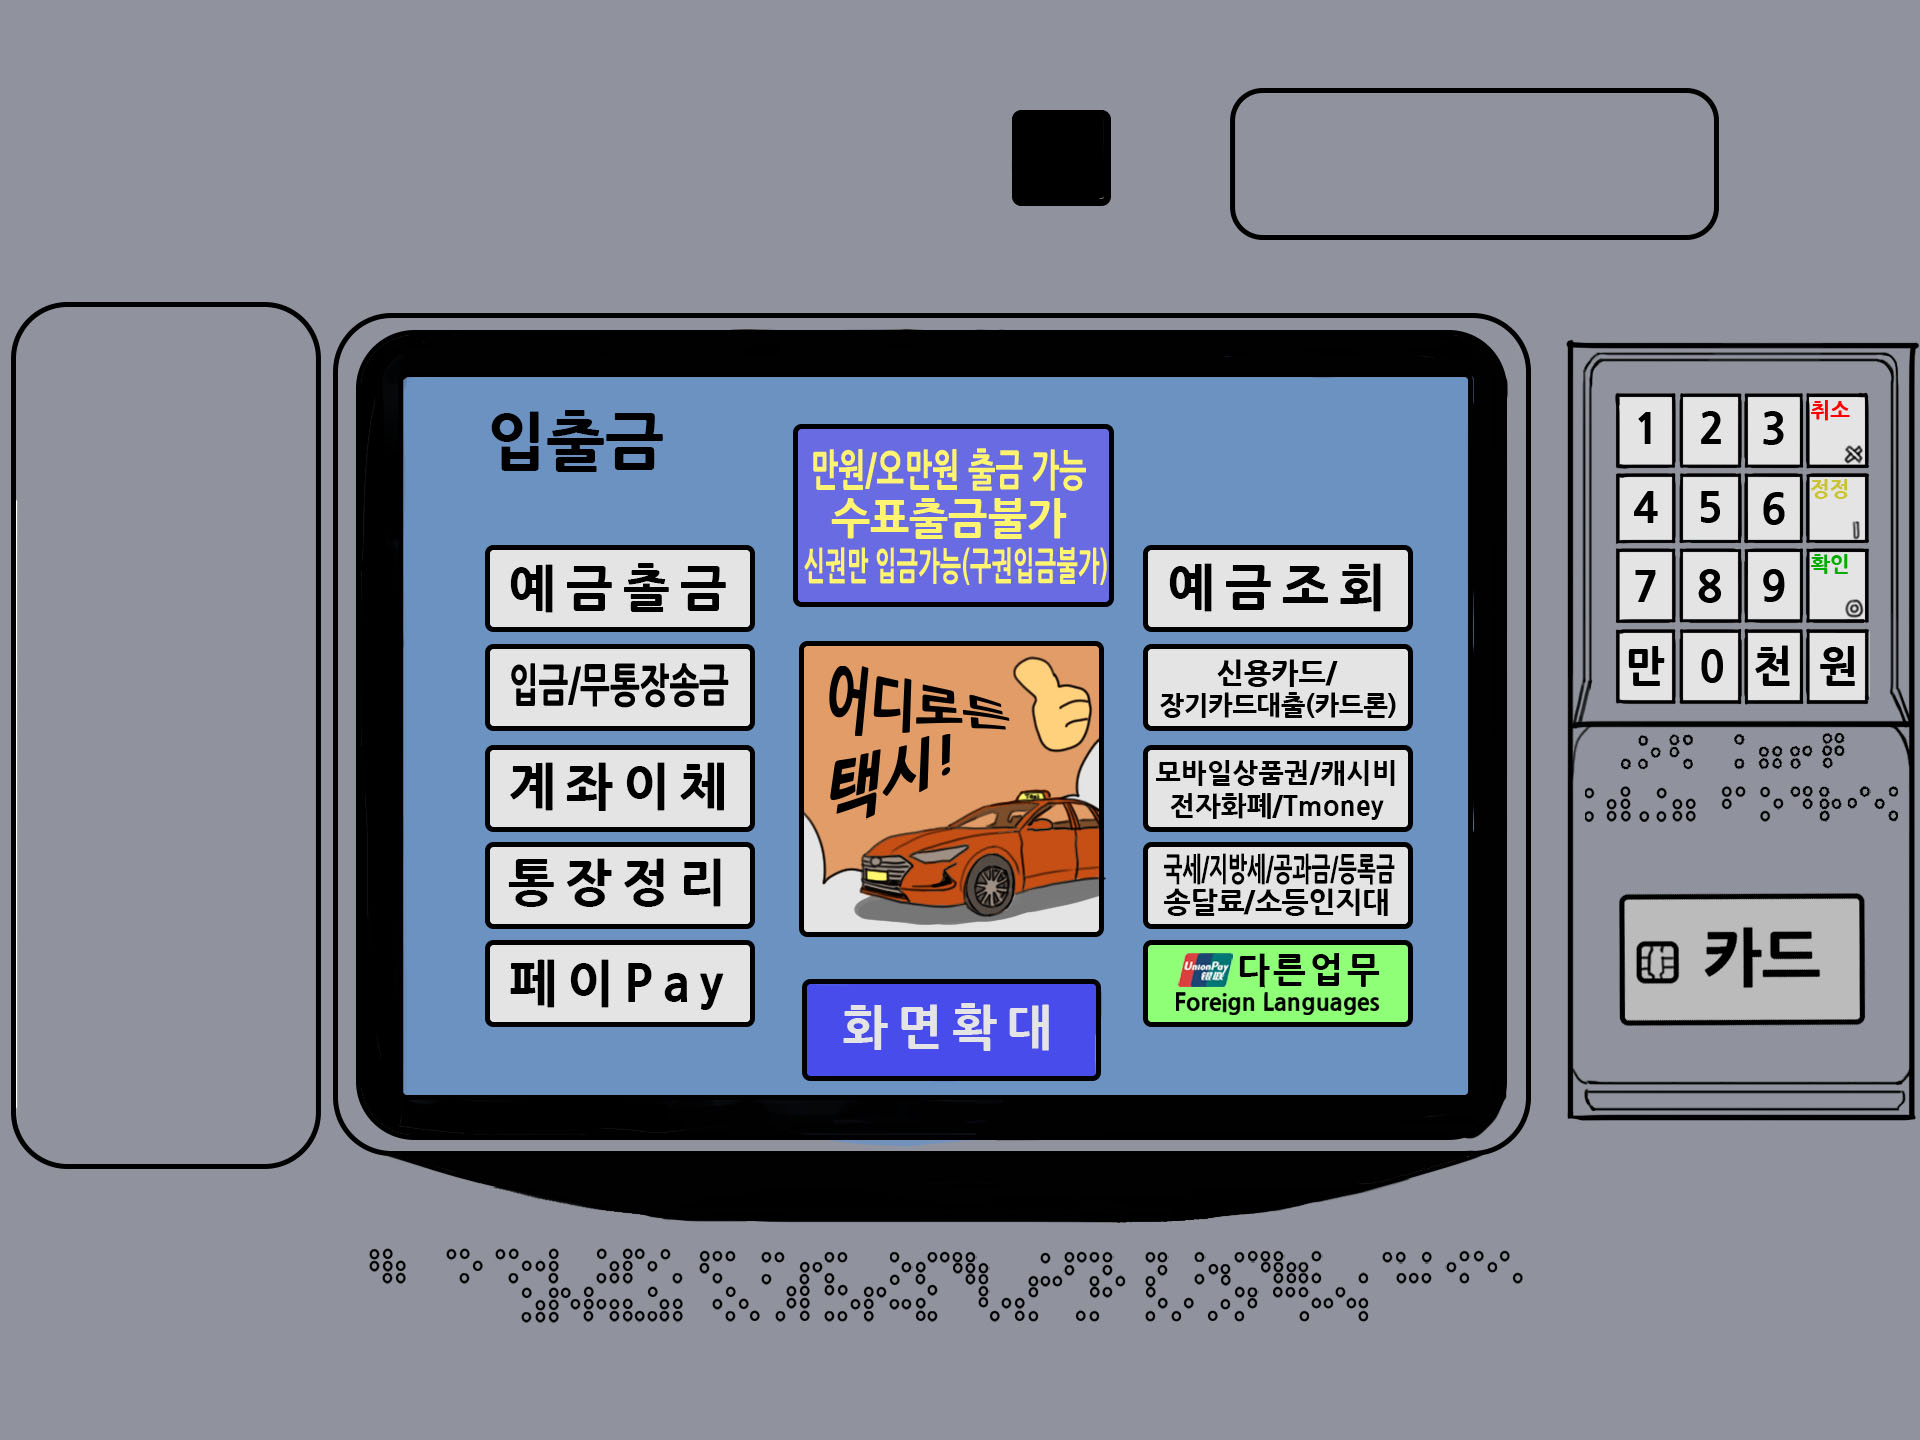 입출금
만원/오만원 출금 가능
수표출금불가
신권만 입금가능(구권입금불가)
예금출금
입금/무통장송금
계좌이체
통장정리
페이Pay
어디로든
택시!
Taxi
화면확대
예금조회
신용카드/
장기카드대출(카드론)
모바일상품권/캐시비
전자화폐/Tmoney
국세/지방세/공과금/등록금
송달료/소등인지대
UnionPay
银联
다른업무
Foreign Languages
1 2 3 취소
4 5 6 정정
7 8 9 확인
만 0 천 원
카드